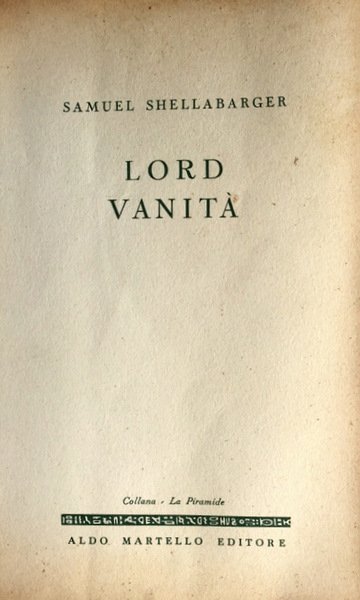 SAMUEL SHELLABARGER
LORD
VANITÀ
Collana - La Piramide
ALDO MARTELLO EDITORE